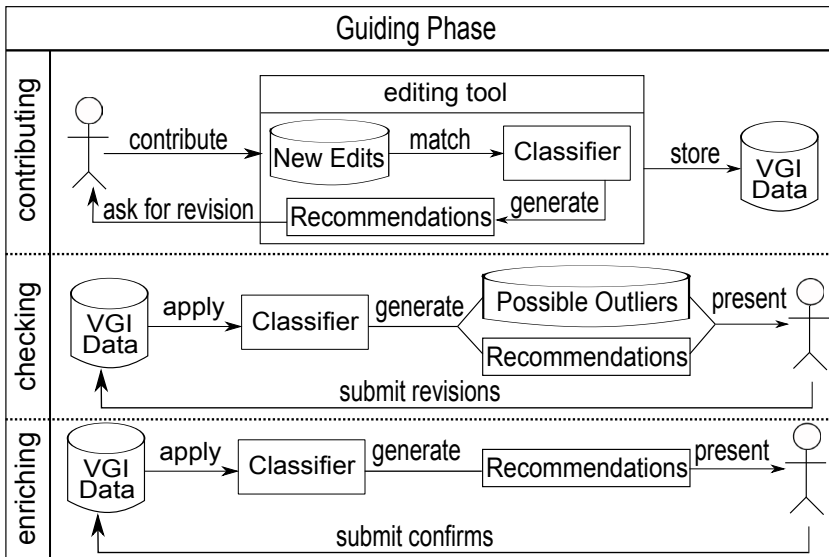 Guiding Phase
contributing
editing tool
contribute
New Edits
match
Classifier
store
VGI
Data
ask for revision
Recommendations
generate
checking
VGI
Data
apply
Classifier
generate
Possible Outliers
Recommendations
present
submit revisions
enriching
VGI
Data
apply
Classifier
generate
Recommendations
present
submit confirms